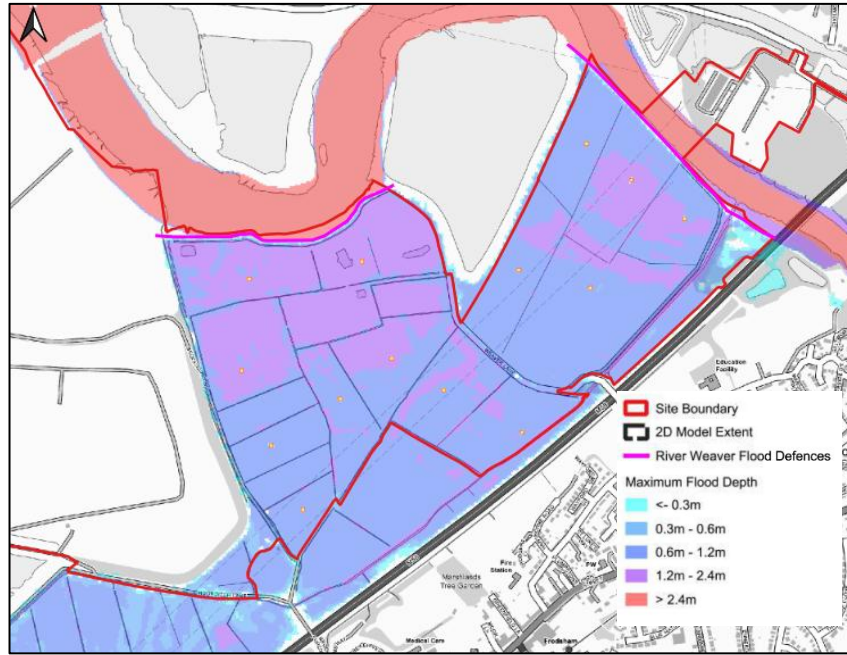 Education
Facility
Site Boundary
2D Model Extent
River Weaver Flood Defences
Maximum Flood Depth
<- 0.3m
0.3m - 0.6m
0.6m - 1.2m
1.2m - 2.4m
> 2.4m
Marshlands
Tree Garden
Fire
Station
PW
Medical Care
Frodsham